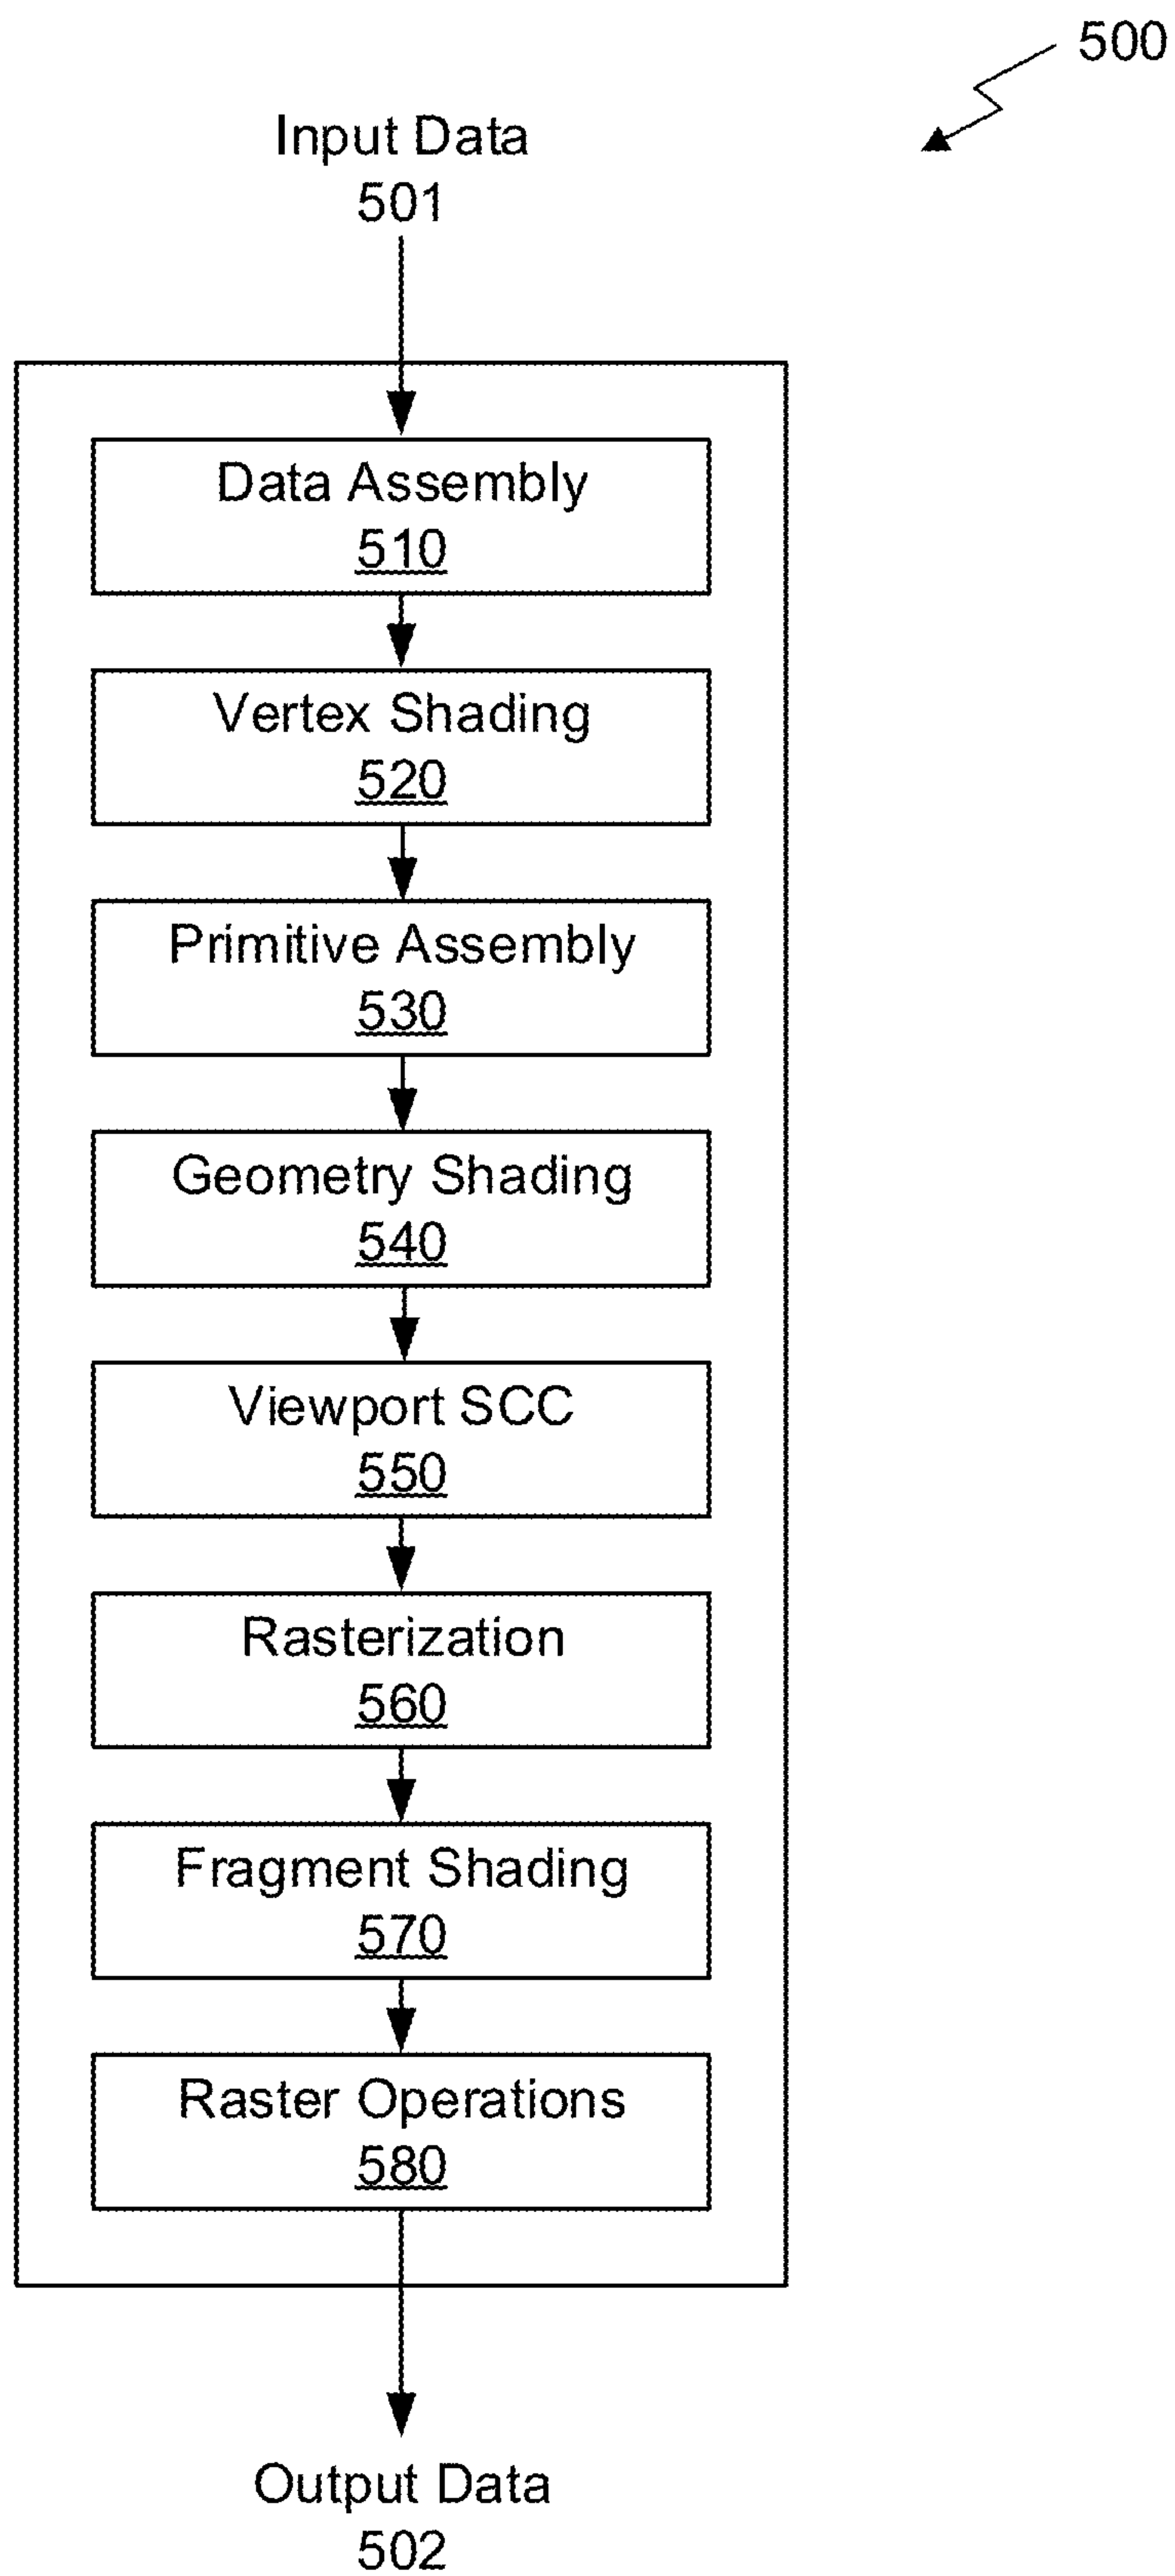 500
Input Data
501
Data Assembly
510
Vertex Shading
520
Primitive Assembly
530
Geometry Shading
540
Viewport SCC
550
Rasterization
560
Fragment Shading
570
Raster Operations
580
Output Data
502